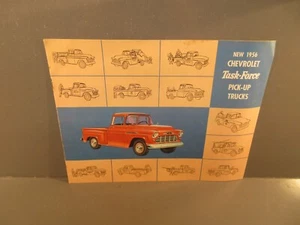 NEW 1956
CHEVROLET
Task-Force
PICK-UP
TRUCKS